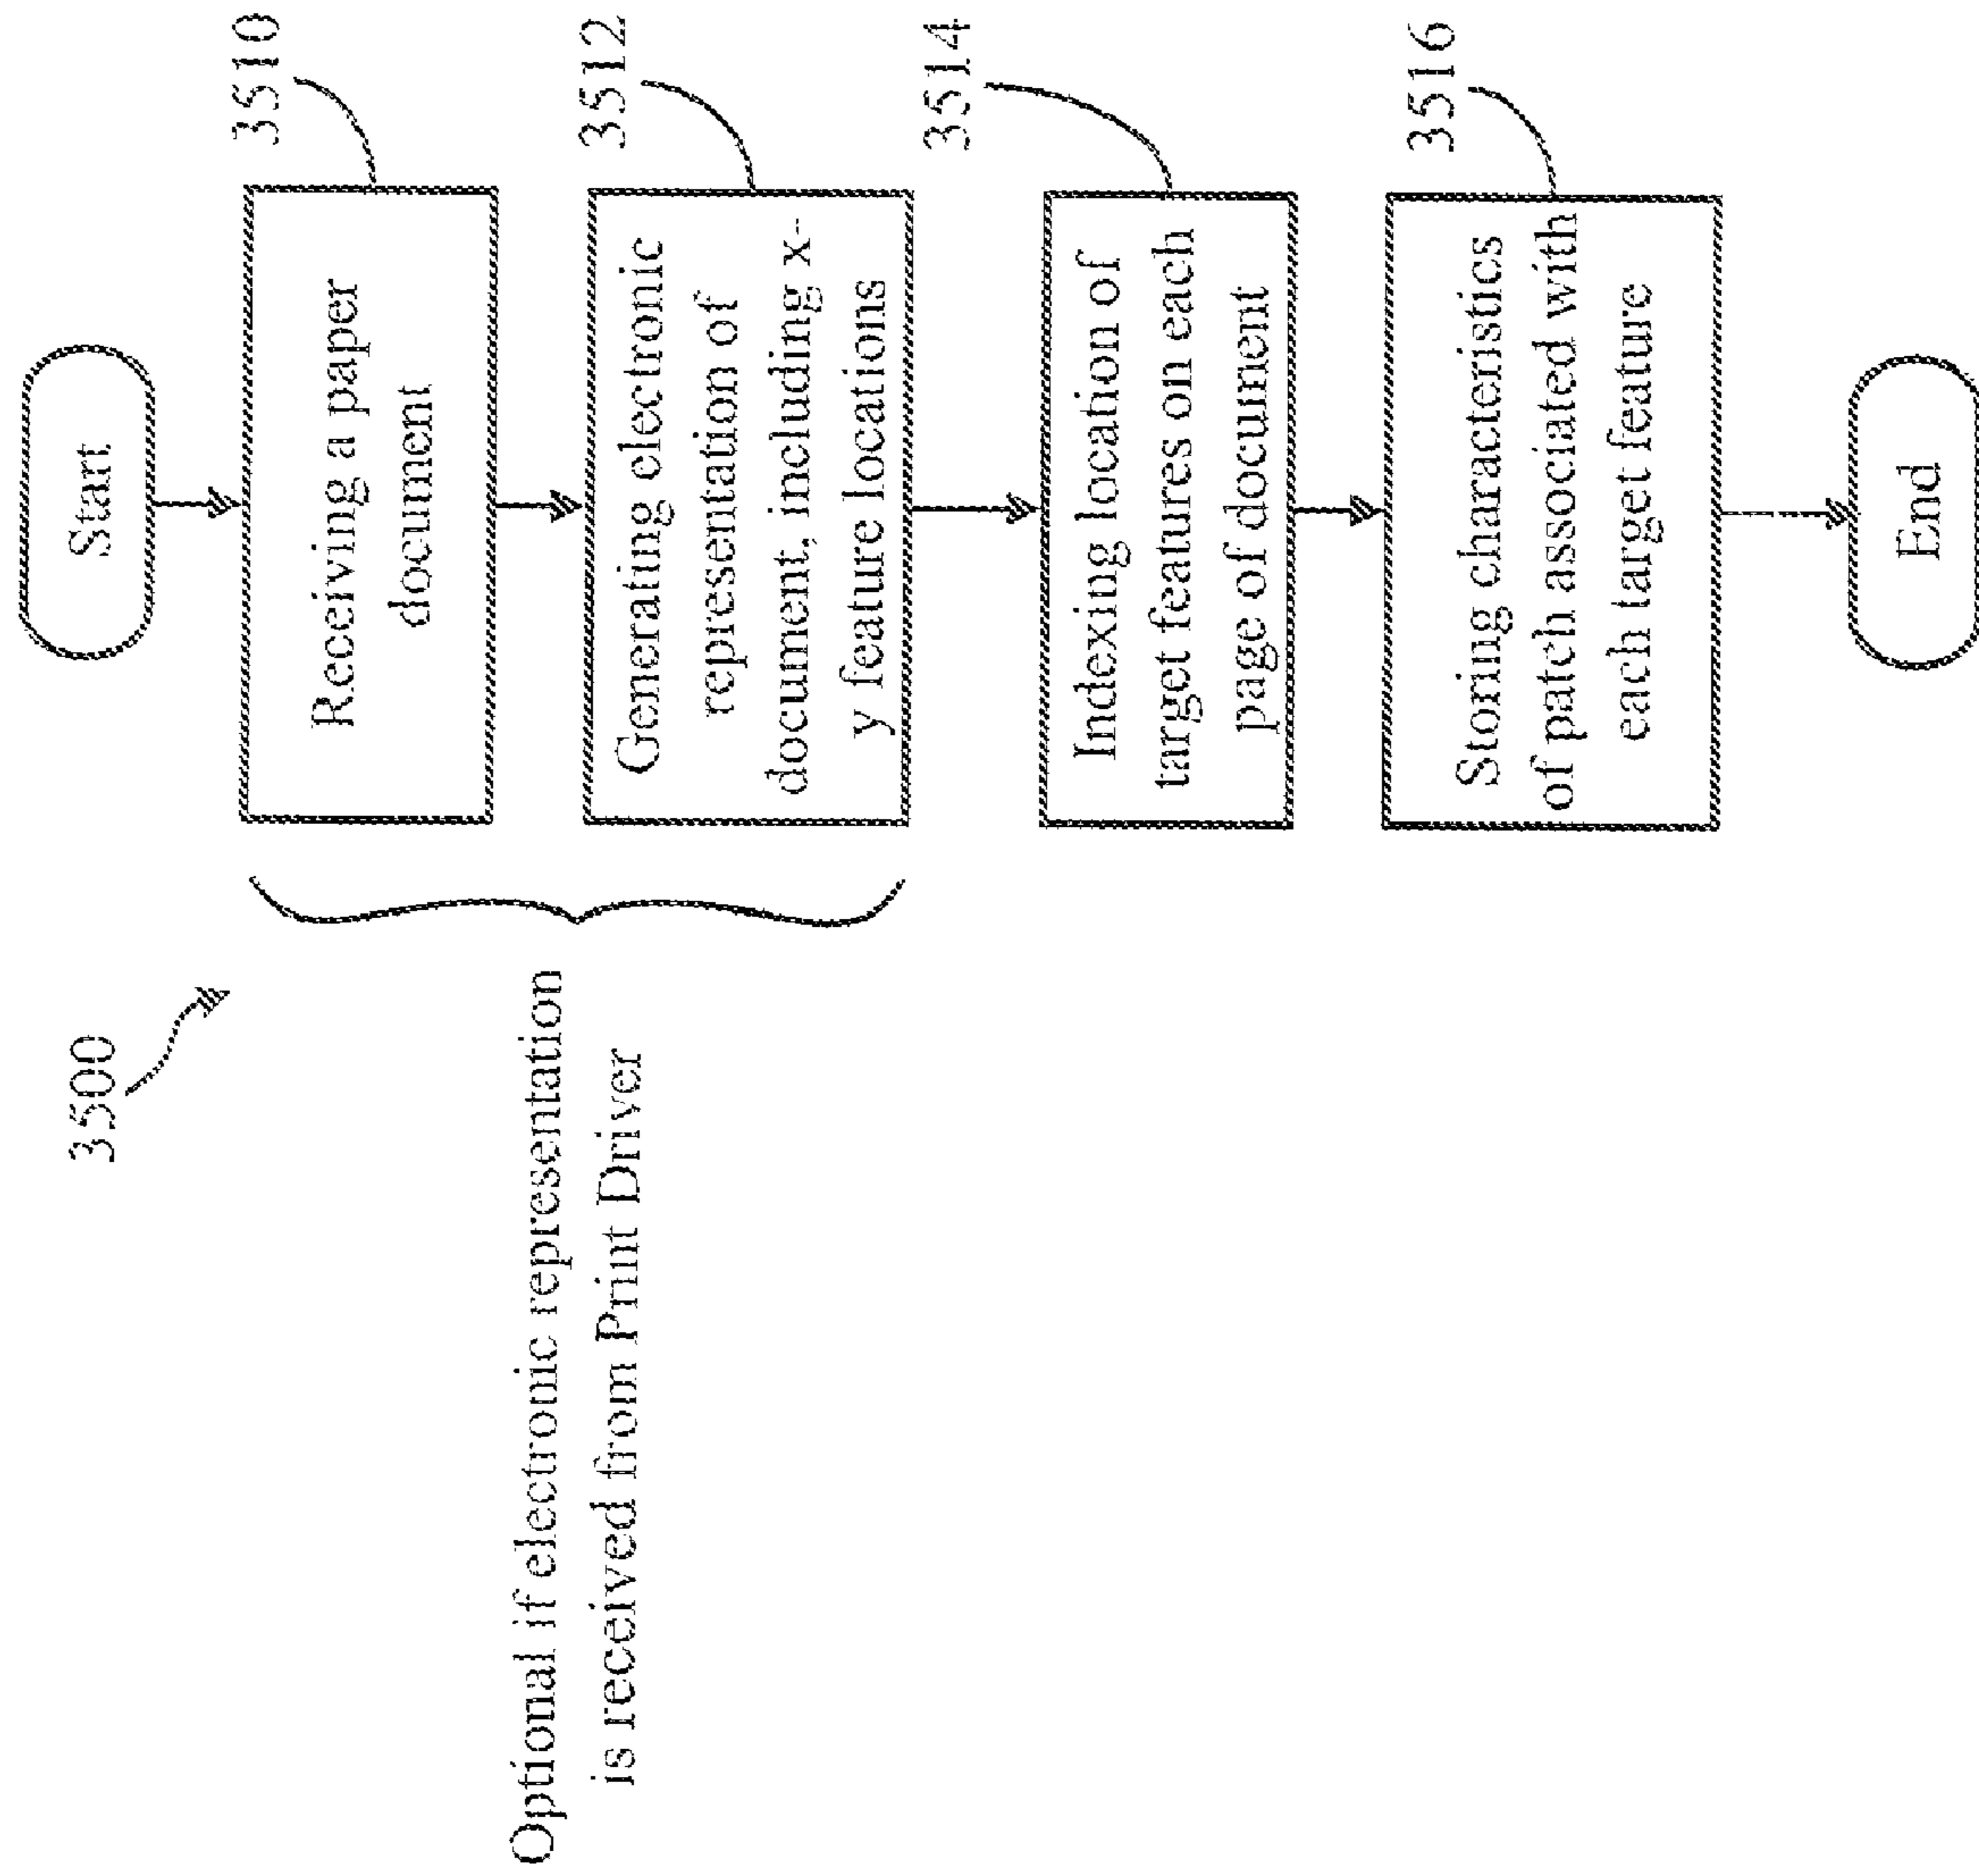 3500
Start
Receiving a paper
document
3510
Generating electronic
representation of
document, including x-
y feature locations
3512
Optional if electronic representation
is received from Print Driver
Indexing location of
target features on each
page of document
3514
Storing characteristics
of patch associated with
each target feature
3516
End